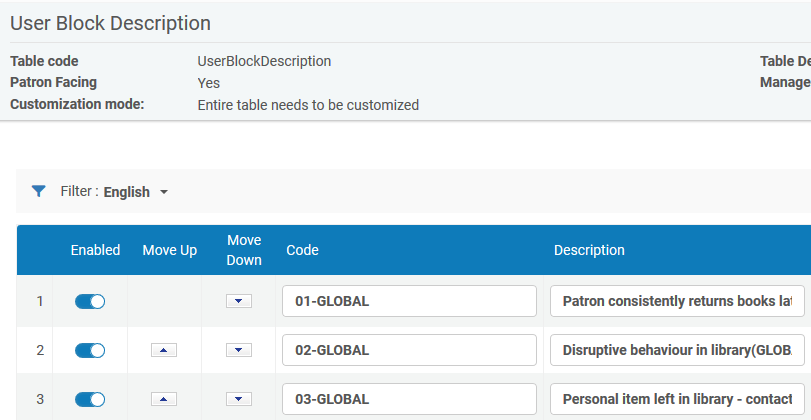 User Block Description
Table code UserBlockDescription Table De
Patron Facing Yes Manage
Customization mode: Entire table needs to be customized
Filter : English
Enabled Move Up Move Down Code Description
1 01-GLOBAL Patron consistently returns books lat
2 02-GLOBAL Disruptive behaviour in library(GLOB
3 03-GLOBAL Personal item left in library - contact